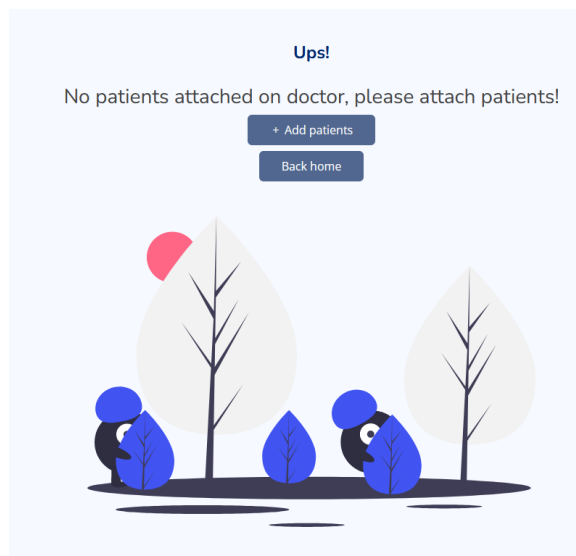 Ups!
No patients attached on doctor, please attach patients!
+ Add patients
Back home